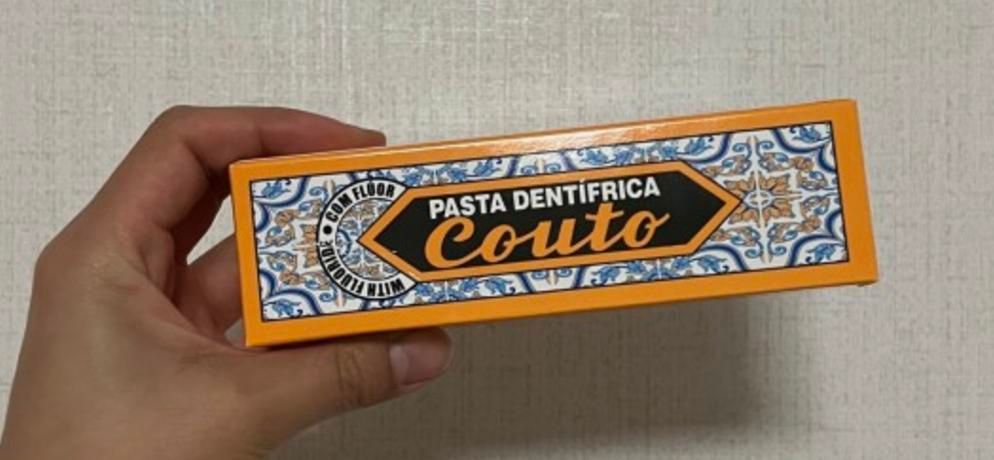 COM FLÚOR
WITH FLUORIDE
PASTA DENTÍFRICA
Couto